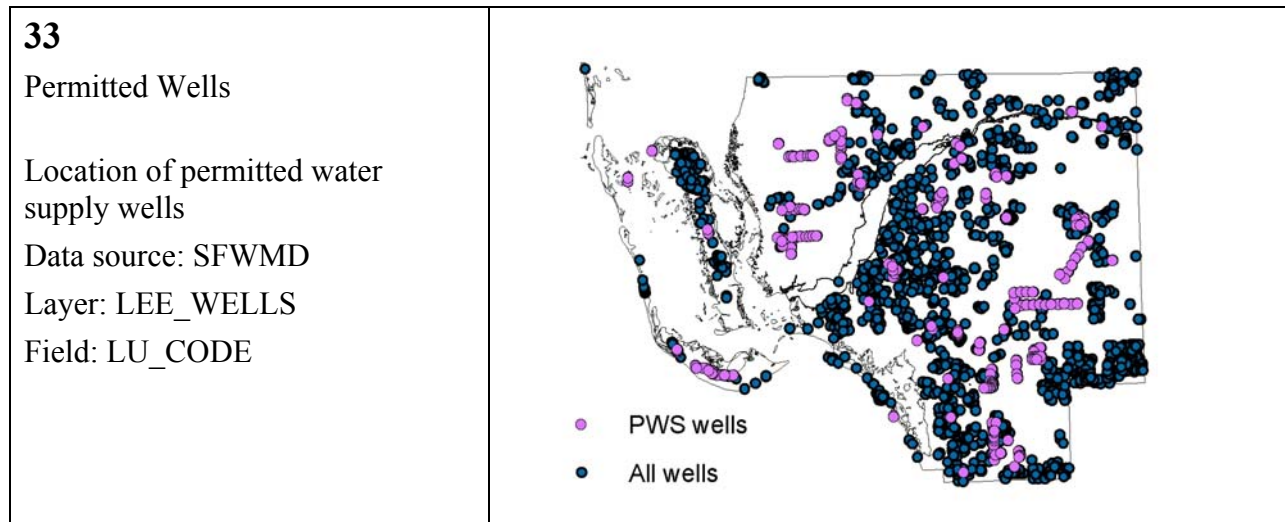 33
Permitted Wells
Location of permitted water
supply wells
Data source: SFWMD
Layer: LEE_WELLS
Field: LU_CODE
PWS wells
All wells